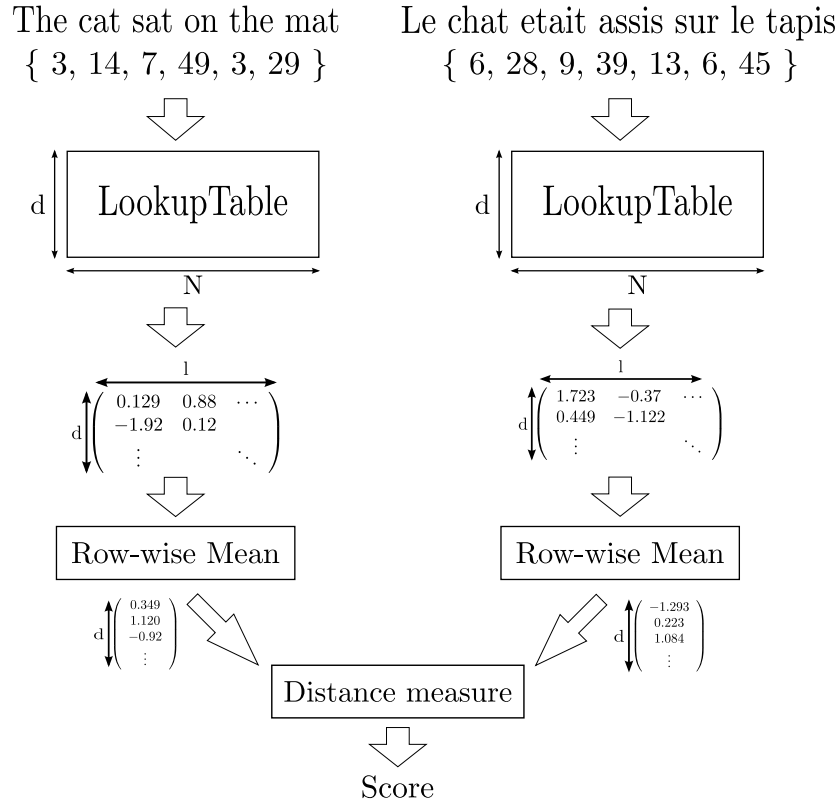 The cat sat on the mat
{ 3, 14, 7, 49, 3, 29 }
d
LookupTable
N
l
d
0.129 0.88 ⋯
−1.92 0.12
⋮ ⋱
Row-wise Mean
d
0.349
1.120
−0.92
⋮
Le chat etait assis sur le tapis
{ 6, 28, 9, 39, 13, 6, 45 }
d
LookupTable
N
l
d
1.723 −0.37 ⋯
0.449 −1.122
⋮ ⋱
Row-wise Mean
d
−1.293
0.223
1.084
⋮
Distance measure
Score